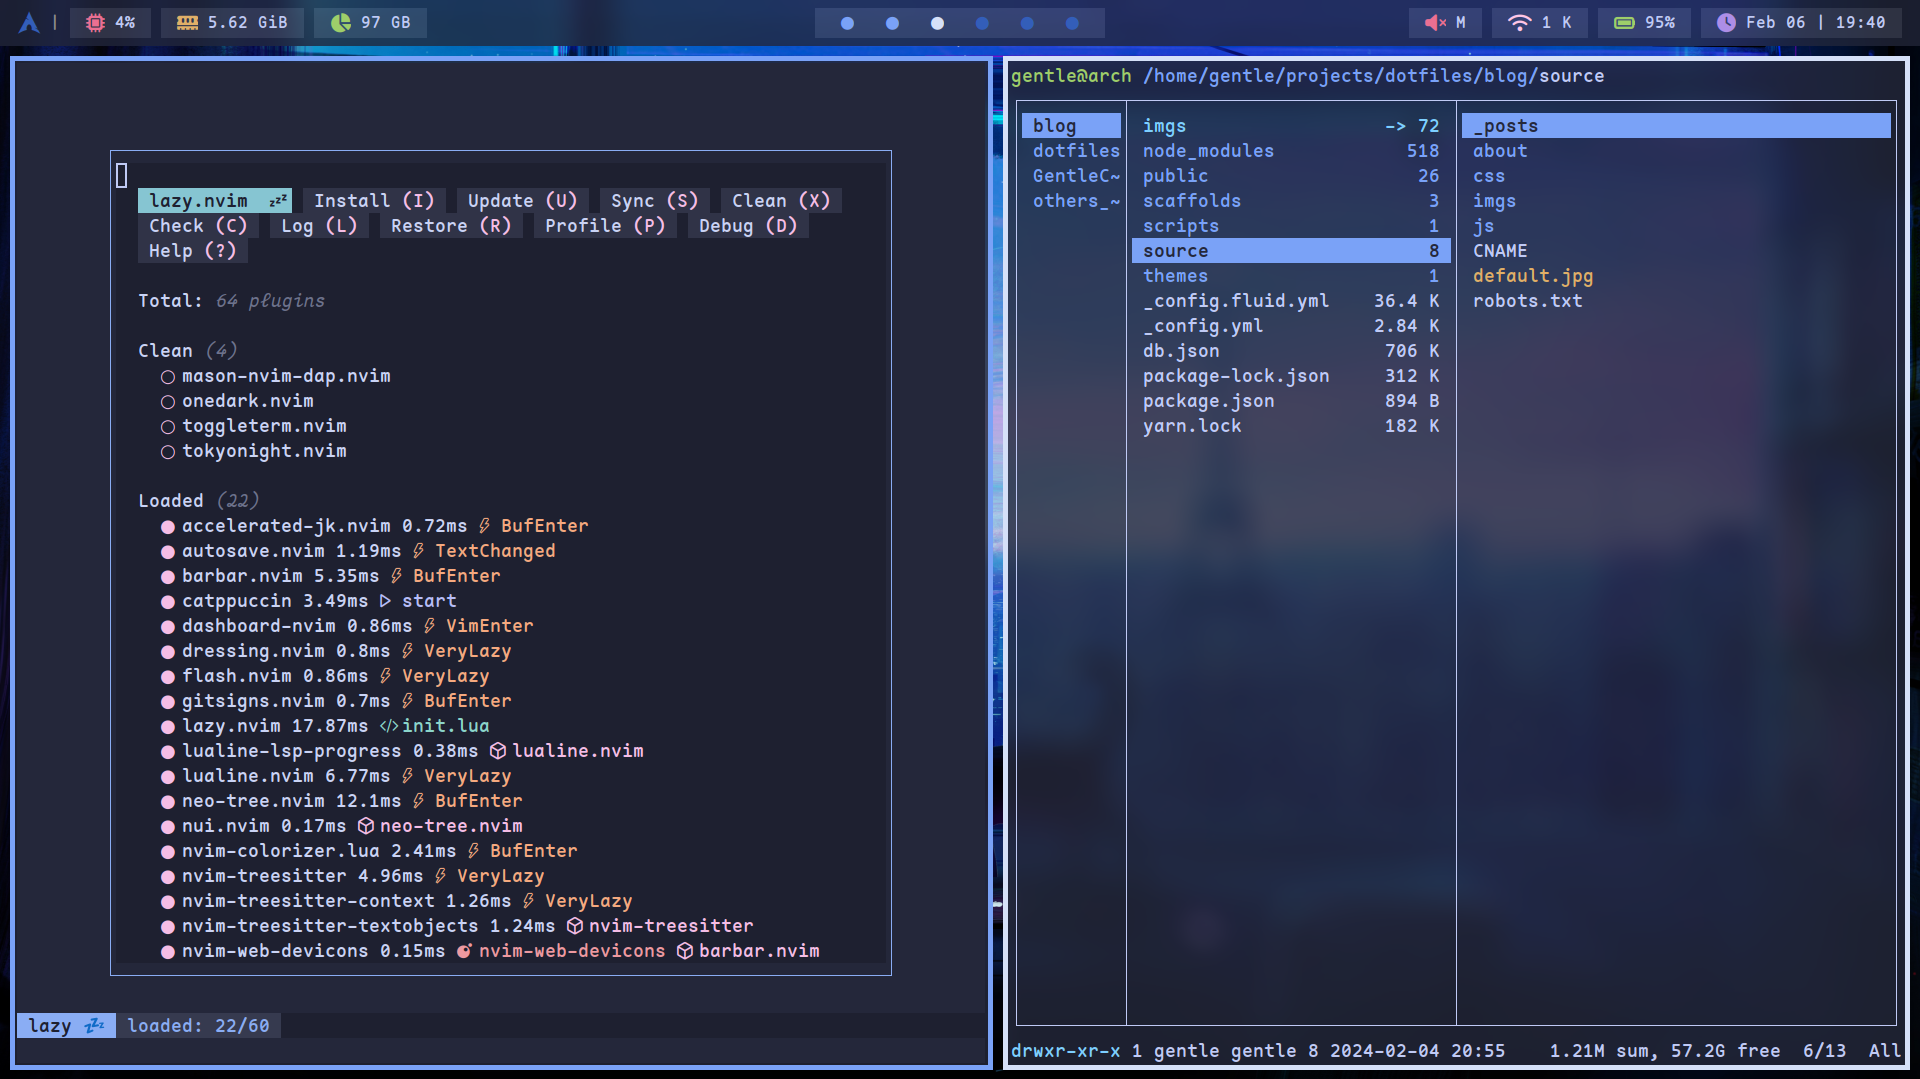 | 4% 5.62 GiB 97 GB M 1 K 95% Feb 06 | 19:40
lazy.nvim zzz Install (I) Update (U) Sync (S) Clean (X)
Check (C) Log (L) Restore (R) Profile (P) Debug (D)
Help (?)
Total: 64 plugins
Clean (4)
mason-nvim-dap.nvim
onedark.nvim
toggleterm.nvim
tokyonight.nvim
Loaded (22)
accelerated-jk.nvim 0.72ms BufEnter
autosave.nvim 1.19ms TextChanged
barbar.nvim 5.35ms BufEnter
catppuccin 3.49ms start
dashboard-nvim 0.86ms VimEnter
dressing.nvim 0.8ms VeryLazy
flash.nvim 0.86ms VeryLazy
gitsigns.nvim 0.7ms BufEnter
lazy.nvim 17.87ms </> init.lua
lualine-lsp-progress 0.38ms lualine.nvim
lualine.nvim 6.77ms VeryLazy
neo-tree.nvim 12.1ms BufEnter
nui.nvim 0.17ms neo-tree.nvim
nvim-colorizer.lua 2.41ms BufEnter
nvim-treesitter 4.96ms VeryLazy
nvim-treesitter-context 1.26ms VeryLazy
nvim-treesitter-textobjects 1.24ms nvim-treesitter
nvim-web-devicons 0.15ms nvim-web-devicons barbar.nvim
lazy zzz loaded: 22/60
gentle@arch /home/gentle/projects/dotfiles/blog/source
blog
dotfiles
GentleC~
others_~
imgs -> 72
node_modules 518
public 26
scaffolds 3
scripts 1
source 8
themes 1
_config.fluid.yml 36.4 K
_config.yml 2.84 K
db.json 706 K
package-lock.json 312 K
package.json 894 B
yarn.lock 182 K
_posts
about
css
imgs
js
CNAME
default.jpg
robots.txt
drwxr-xr-x 1 gentle gentle 8 2024-02-04 20:55 1.21M sum, 57.2G free 6/13 All